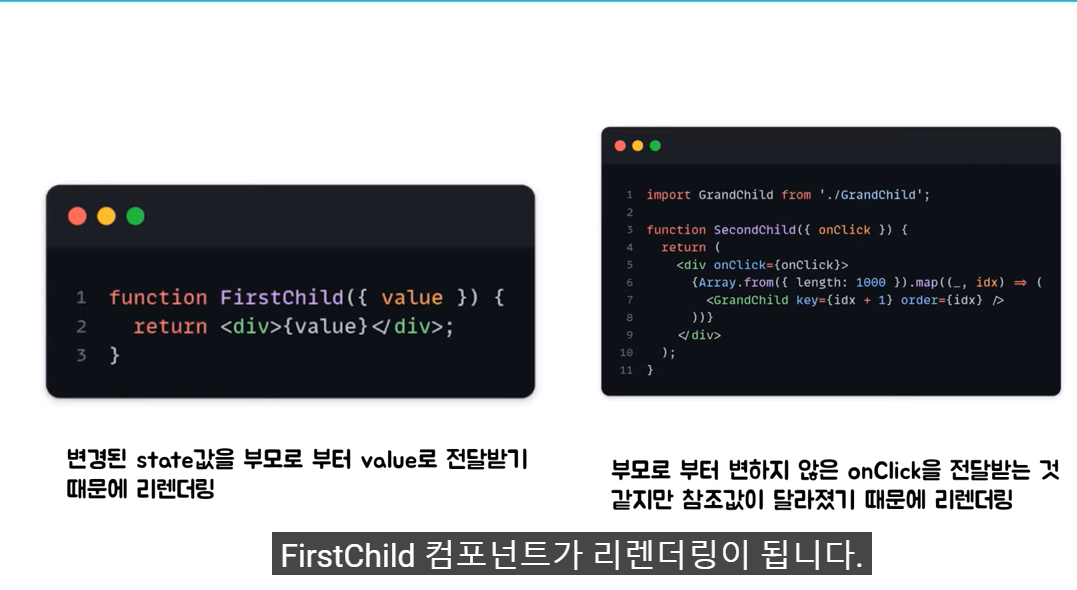 1 function FirstChild({ value }) {
2   return <div>{value}</div>;
3 }
변경된 state값을 부모로 부터 value로 전달받기
때문에 리렌더링
1 import GrandChild from './GrandChild';
2
3 function SecondChild({ onClick }) {
4   return (
5     <div onClick={onClick}>
6       {Array.from({ length: 1000 }).map((_, idx) => (
7         <GrandChild key={idx + 1} order={idx} />
8       ))}
9     </div>
10   );
11 }
부모로 부터 변하지 않은 onClick을 전달받는 것
같지만 참조값이 달라졌기 때문에 리렌더링
FirstChild 컴포넌트가 리렌더링이 됩니다.